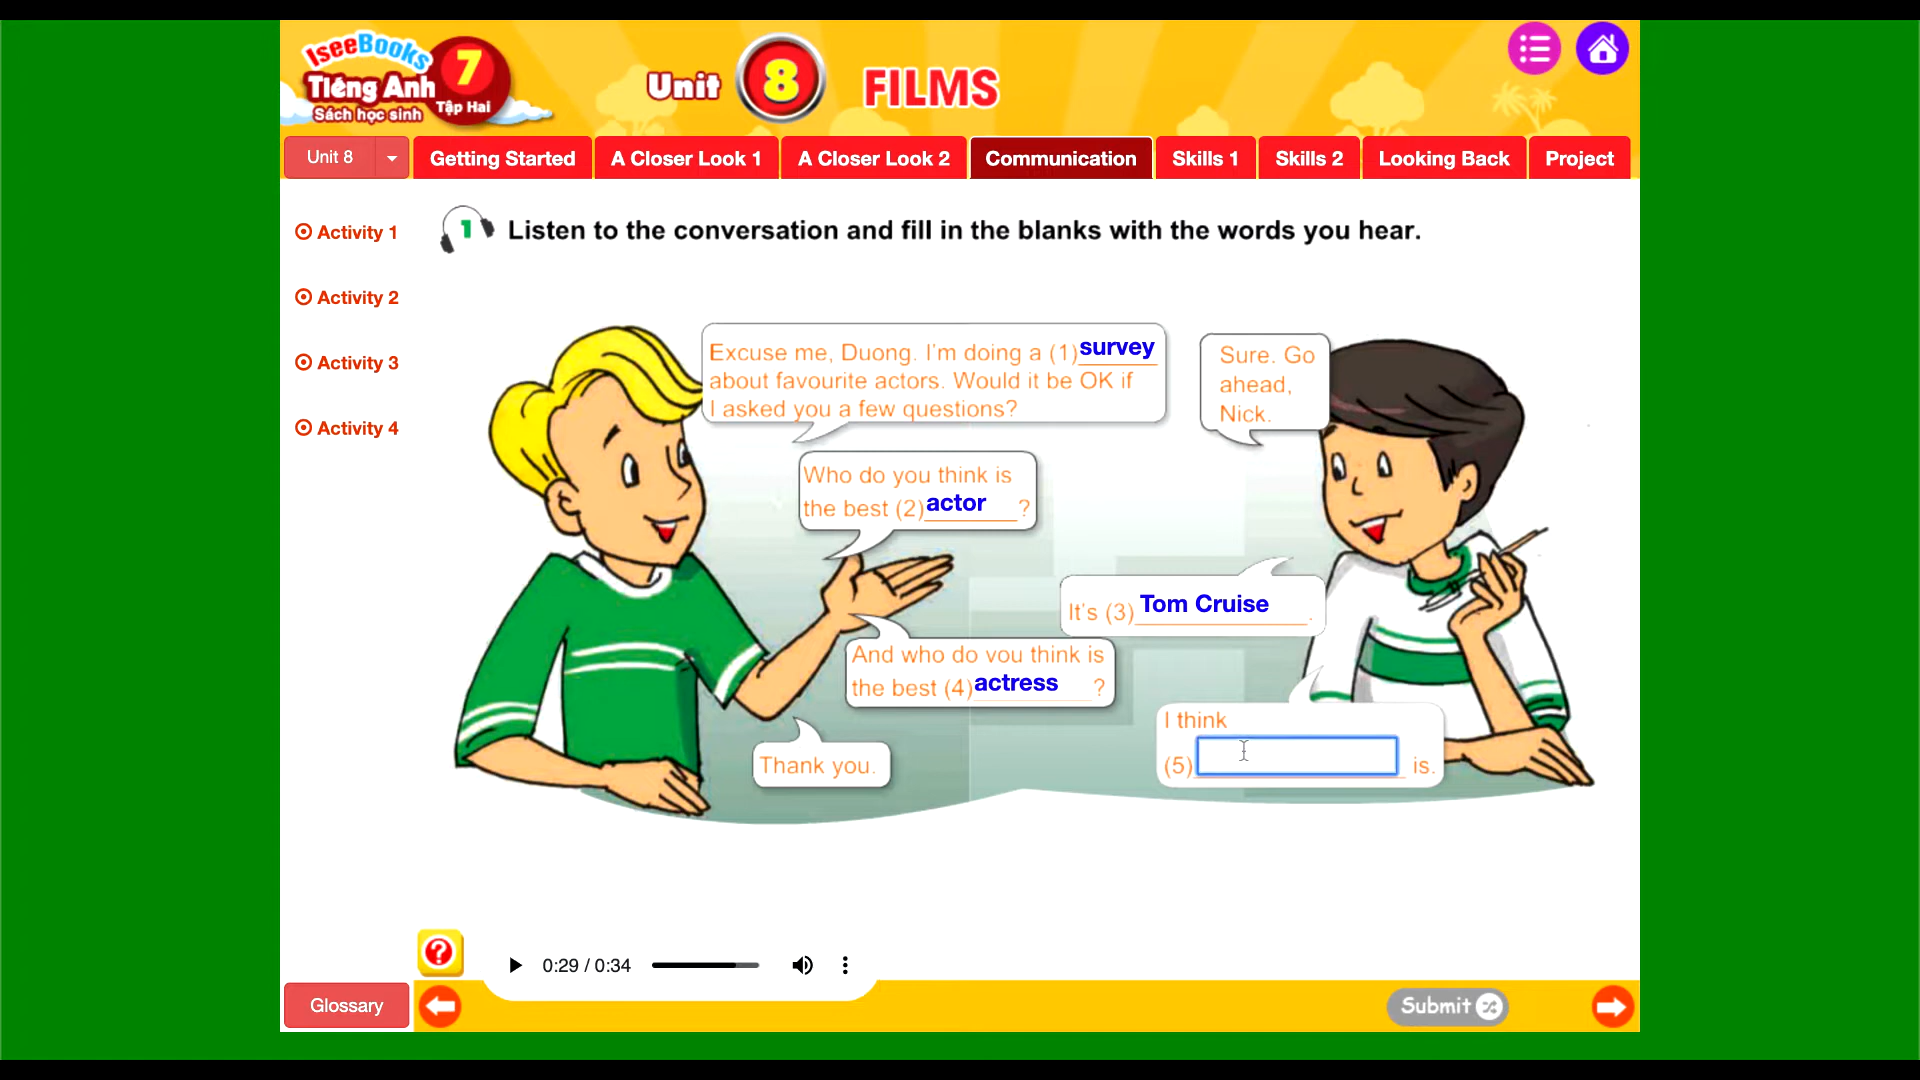 IseeBooks
Tiếng Anh 7
Tập Hai
Sách học sinh
Unit 8 FILMS
Unit 8
Getting Started
A Closer Look 1
A Closer Look 2
Communication
Skills 1
Skills 2
Looking Back
Project
Activity 1
Activity 2
Activity 3
Activity 4
1 Listen to the conversation and fill in the blanks with the words you hear.
Excuse me, Duong. I'm doing a (1) survey
about favourite actors. Would it be OK if
I asked you a few questions?
Sure. Go
ahead,
Nick.
Who do you think is
the best (2) actor ?
It's (3) Tom Cruise .
And who do you think is
the best (4) actress ?
I think
(5) is.
Thank you.
?
0:29 / 0:34
Glossary
Submit